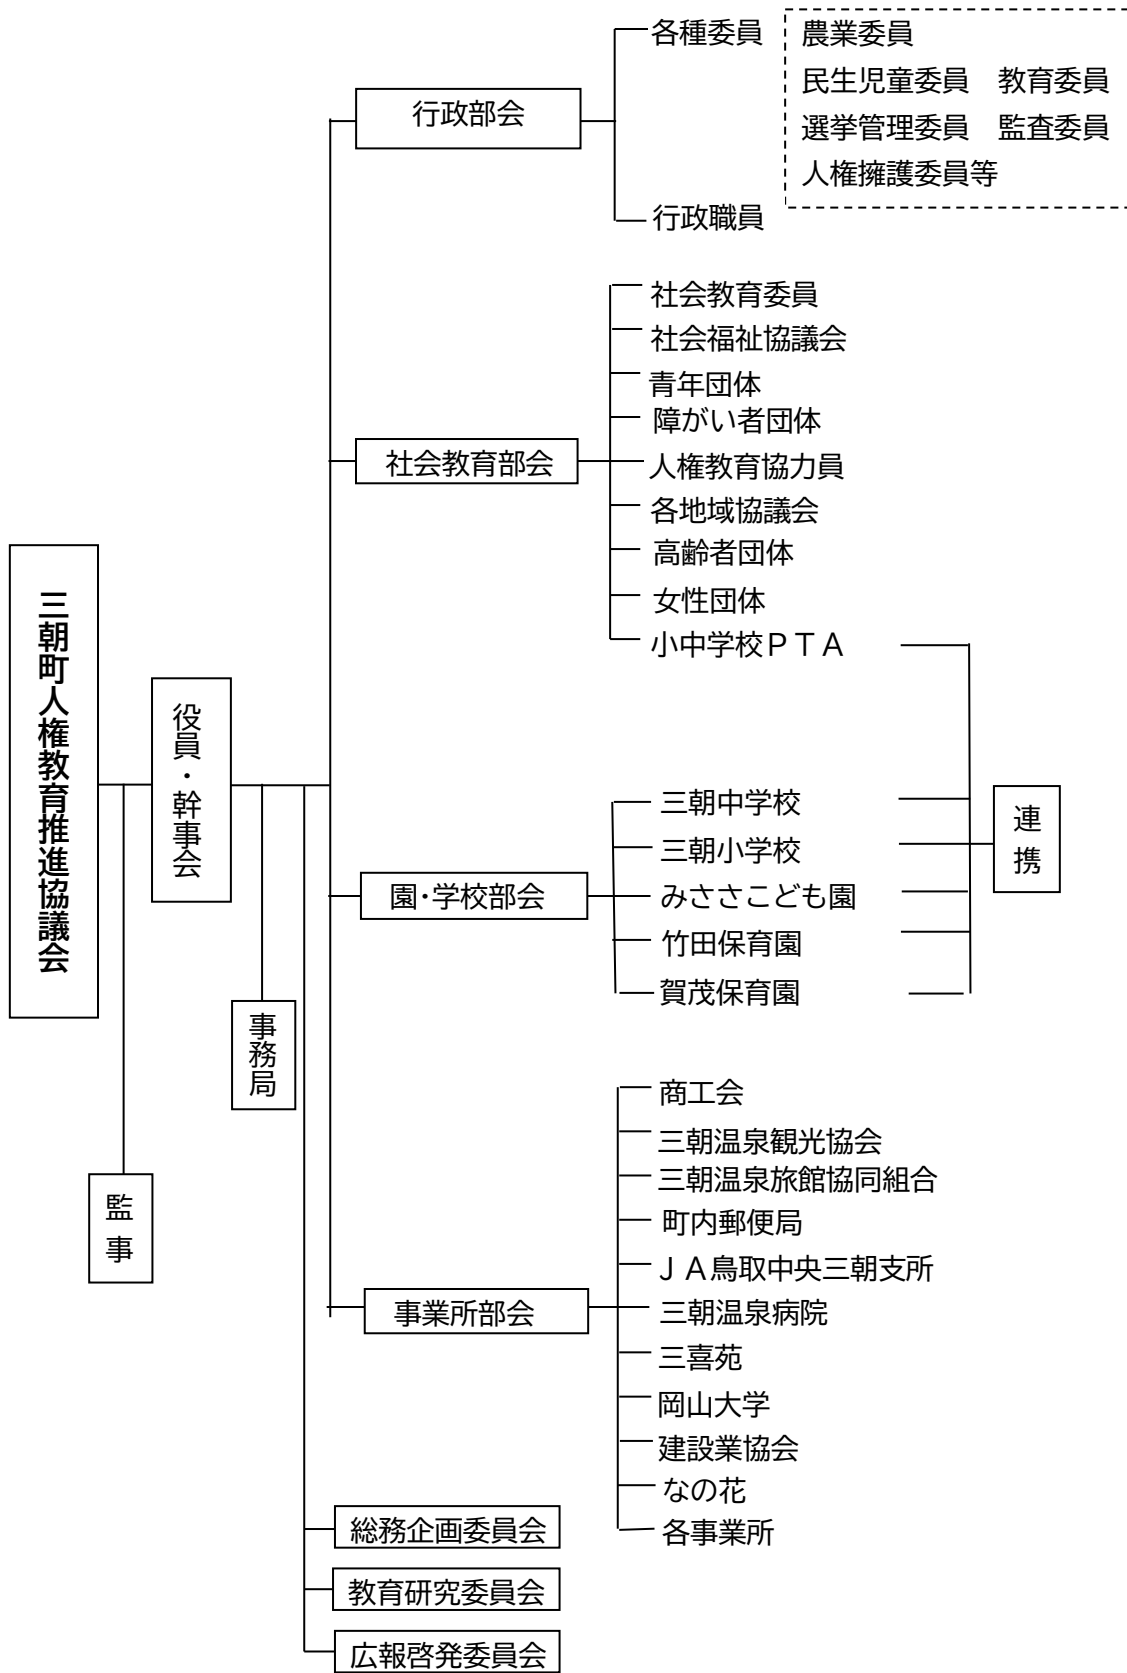 三朝町人権教育推進協議会
監事
役員・幹事会
事務局
行政部会
各種委員
農業委員
民生児童委員　教育委員
選挙管理委員　監査委員
人権擁護委員等
行政職員
社会教育部会
社会教育委員
社会福祉協議会
青年団体
障がい者団体
人権教育協力員
各地域協議会
高齢者団体
女性団体
小中学校ＰＴＡ
園・学校部会
三朝中学校
三朝小学校
みささこども園
竹田保育園
賀茂保育園
連携
事業所部会
商工会
三朝温泉観光協会
三朝温泉旅館協同組合
町内郵便局
ＪＡ鳥取中央三朝支所
三朝温泉病院
三喜苑
岡山大学
建設業協会
なの花
各事業所
総務企画委員会
教育研究委員会
広報啓発委員会